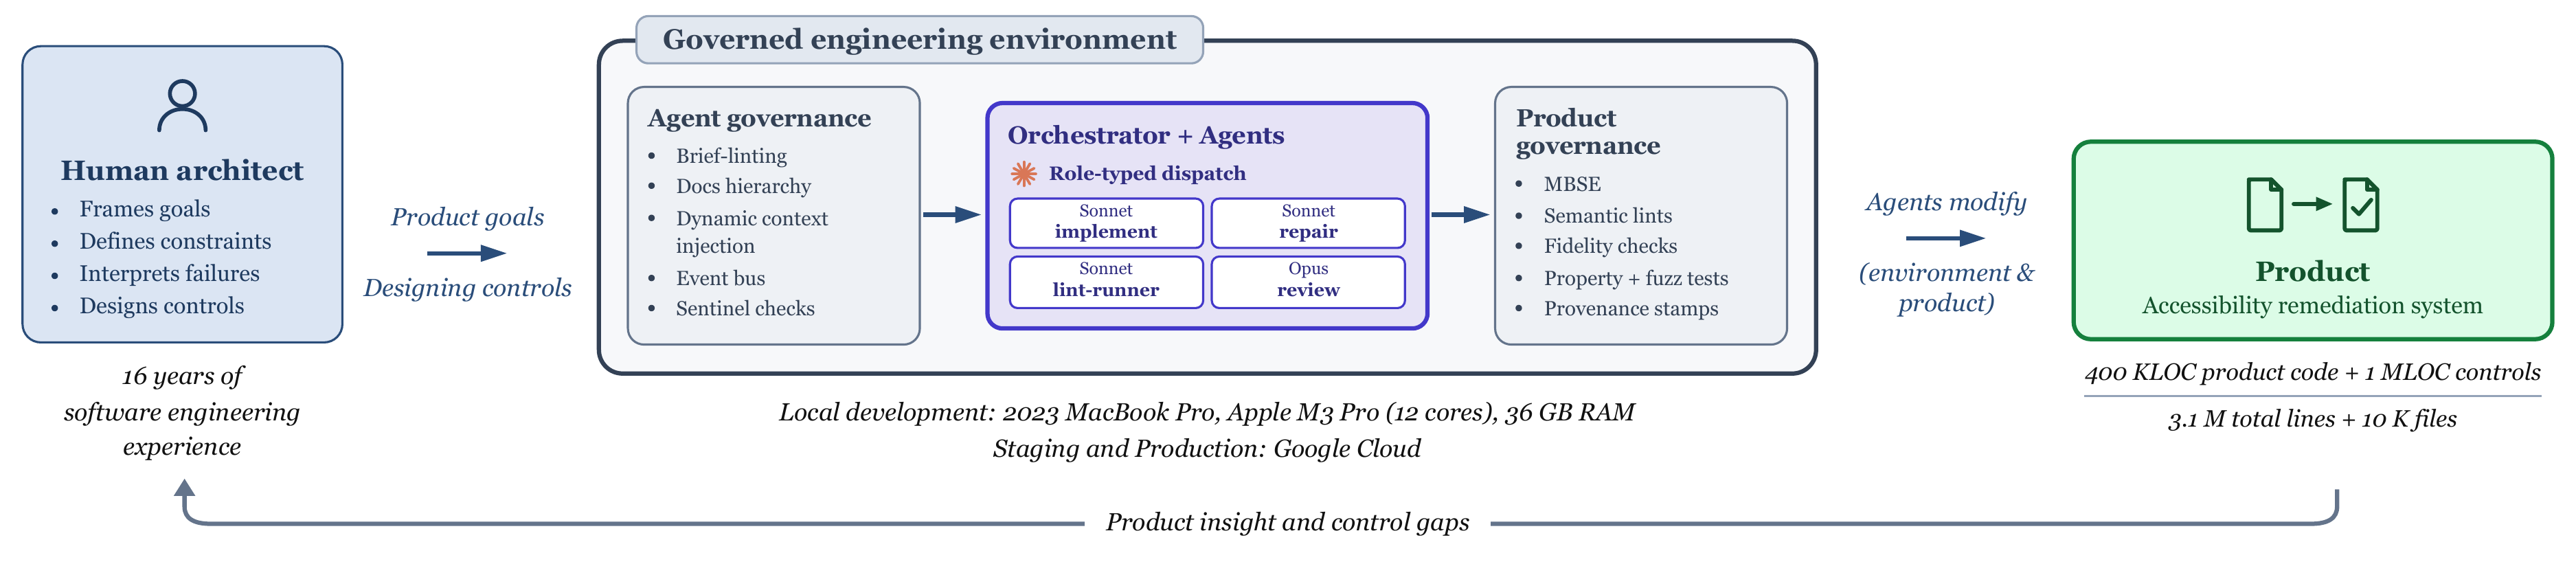 Governed engineering environment
Human architect
• Frames goals
• Defines constraints
• Interprets failures
• Designs controls
16 years of
software engineering
experience
Product goals
Designing controls
Agent governance
• Brief-linting
• Docs hierarchy
• Dynamic context
injection
• Event bus
• Sentinel checks
Orchestrator + Agents
Role-typed dispatch
Sonnet
implement
Sonnet
repair
Sonnet
lint-runner
Opus
review
Product
governance
• MBSE
• Semantic lints
• Fidelity checks
• Property + fuzz tests
• Provenance stamps
Local development: 2023 MacBook Pro, Apple M3 Pro (12 cores), 36 GB RAM
Staging and Production: Google Cloud
Agents modify
(environment &
product)
Product
Accessibility remediation system
400 KLOC product code + 1 MLOC controls
3.1 M total lines + 10 K files
Product insight and control gaps